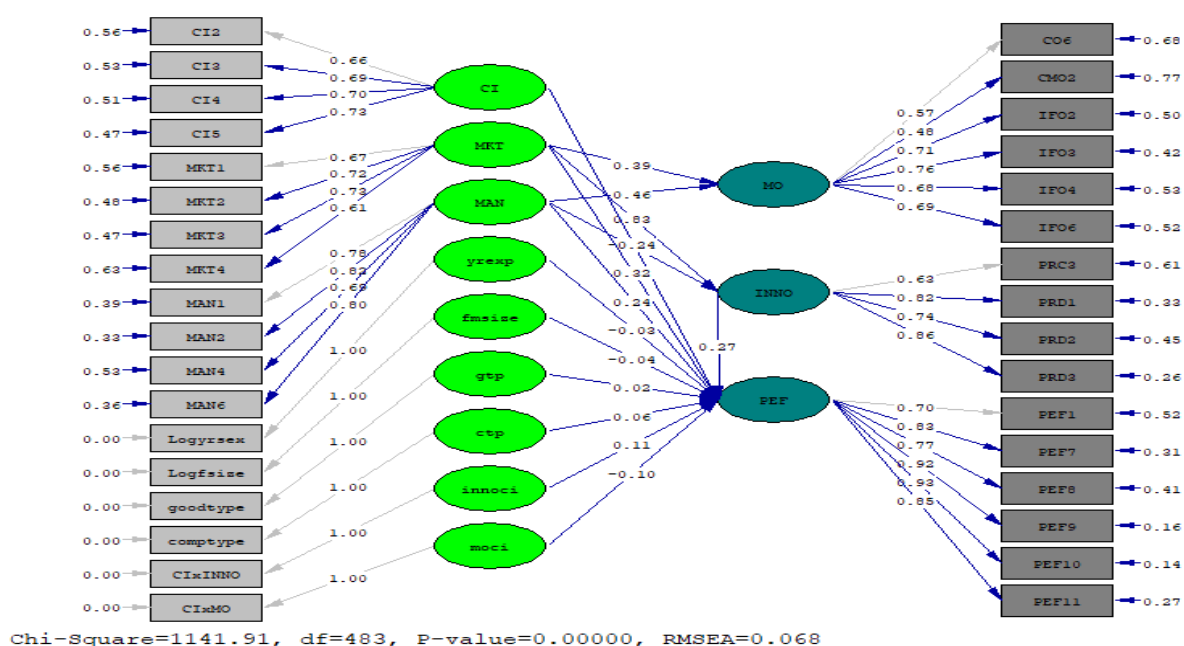 0.56 CI2
0.53 CI3
0.51 CI4
0.47 CI5
0.56 MKT1
0.48 MKT2
0.47 MKT3
0.63 MKT4
0.39 MAN1
0.33 MAN2
0.53 MAN4
0.36 MAN6
0.00 Logyrsex
0.00 Logfsize
0.00 goodtype
0.00 comptype
0.00 CIxINNO
0.00 CIxMO
0.66
0.69
0.70
0.73
0.67
0.72
0.73
0.61
0.78
0.82
0.69
0.80
1.00
1.00
1.00
1.00
1.00
1.00
CI
MKT
MAN
yrexp
fmsize
gtp
ctp
innoci
moci
0.39
0.46
0.83
-0.24
0.32
0.24
-0.03
-0.04
0.02
0.06
0.11
-0.10
0.27
MO
INNO
PEF
0.57
0.48
0.71
0.76
0.68
0.69
0.63
0.82
0.74
0.86
0.70
0.83
0.77
0.92
0.93
0.85
CO6 0.68
CMO2 0.77
IFO2 0.50
IFO3 0.42
IFO4 0.53
IFO6 0.52
PRC3 0.61
PRD1 0.33
PRD2 0.45
PRD3 0.26
PEF1 0.52
PEF7 0.31
PEF8 0.41
PEF9 0.16
PEF10 0.14
PEF11 0.27
Chi-Square=1141.91, df=483, P-value=0.00000, RMSEA=0.068